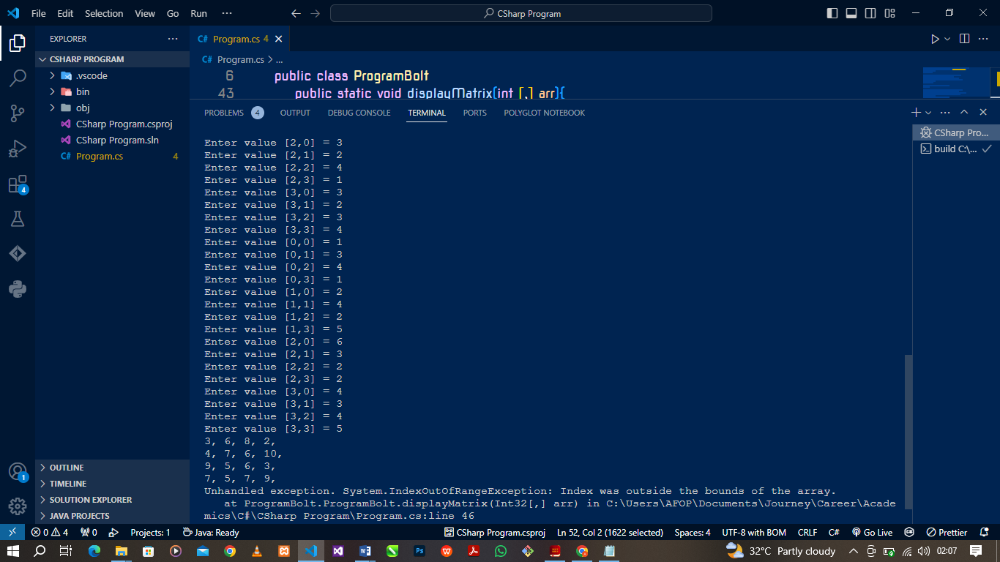 File Edit Selection View Go Run ···
CSharp Program
EXPLORER ···
CSHARP PROGRAM
.vscode
bin
obj
CSharp Program.csproj
CSharp Program.sln
C# Program.cs 4
OUTLINE
TIMELINE
SOLUTION EXPLORER
JAVA PROJECTS
4
1
C# Program.cs 4
C# Program.cs > ...
6 public class ProgramBolt
43 public static void displayMatrix(int [,] arr){
PROBLEMS 4 OUTPUT DEBUG CONSOLE TERMINAL PORTS POLYGLOT NOTEBOOK
Enter value [2,0] = 3
Enter value [2,1] = 2
Enter value [2,2] = 4
Enter value [2,3] = 1
Enter value [3,0] = 3
Enter value [3,1] = 2
Enter value [3,2] = 3
Enter value [3,3] = 4
Enter value [0,0] = 1
Enter value [0,1] = 3
Enter value [0,2] = 4
Enter value [0,3] = 1
Enter value [1,0] = 2
Enter value [1,1] = 4
Enter value [1,2] = 2
Enter value [1,3] = 5
Enter value [2,0] = 6
Enter value [2,1] = 3
Enter value [2,2] = 2
Enter value [2,3] = 2
Enter value [3,0] = 4
Enter value [3,1] = 3
Enter value [3,2] = 4
Enter value [3,3] = 5
3, 6, 8, 2,
4, 7, 6, 10,
9, 5, 6, 3,
7, 5, 7, 9,
Unhandled exception. System.IndexOutOfRangeException: Index was outside the bounds of the array.
at ProgramBolt.ProgramBolt.displayMatrix(Int32[,] arr) in C:\Users\AFOP\Documents\Journey\Career\Acade
mics\C#\CSharp Program\Program.cs:line 46
CSharp Pro...
build C:\...
0 4 0 Projects: 1 Java: Ready CSharp Program.csproj Ln 52, Col 2 (1622 selected) Spaces: 4 UTF-8 with BOM CRLF C# Go Live Prettier
32°C Partly cloudy 02:07